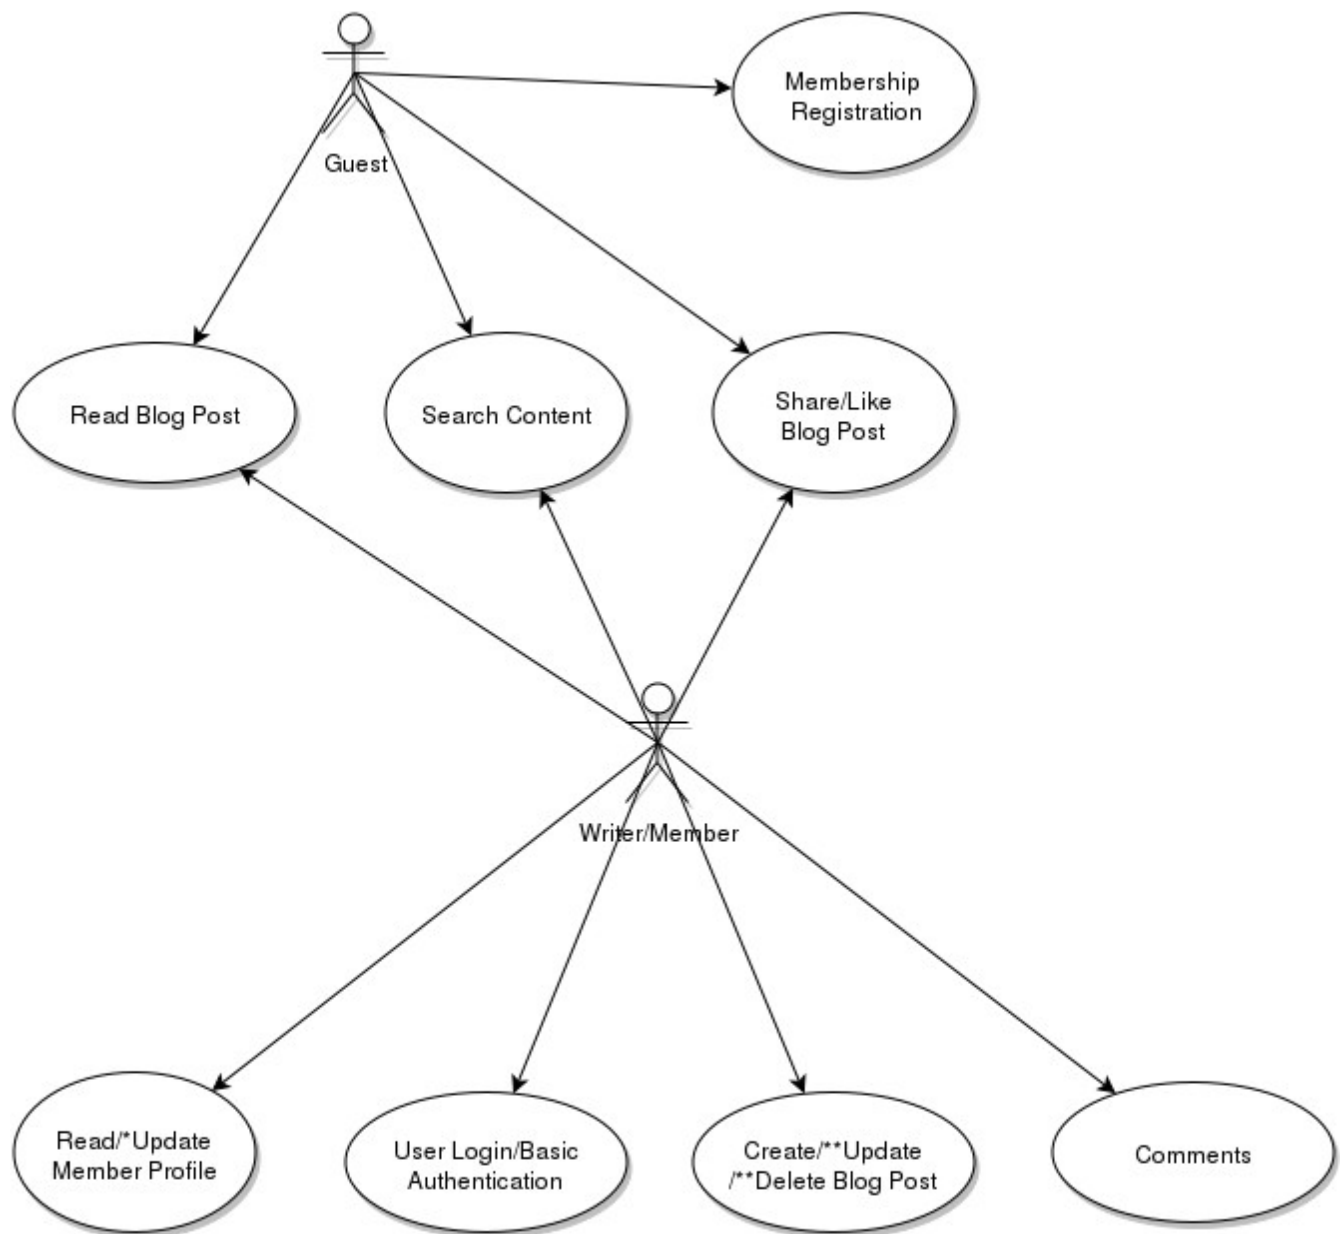 Membership
Registration
Guest
Read Blog Post
Search Content
Share/Like
Blog Post
Writer/Member
Read/*Update
Member Profile
User Login/Basic
Authentication
Create/**Update
/**Delete Blog Post
Comments